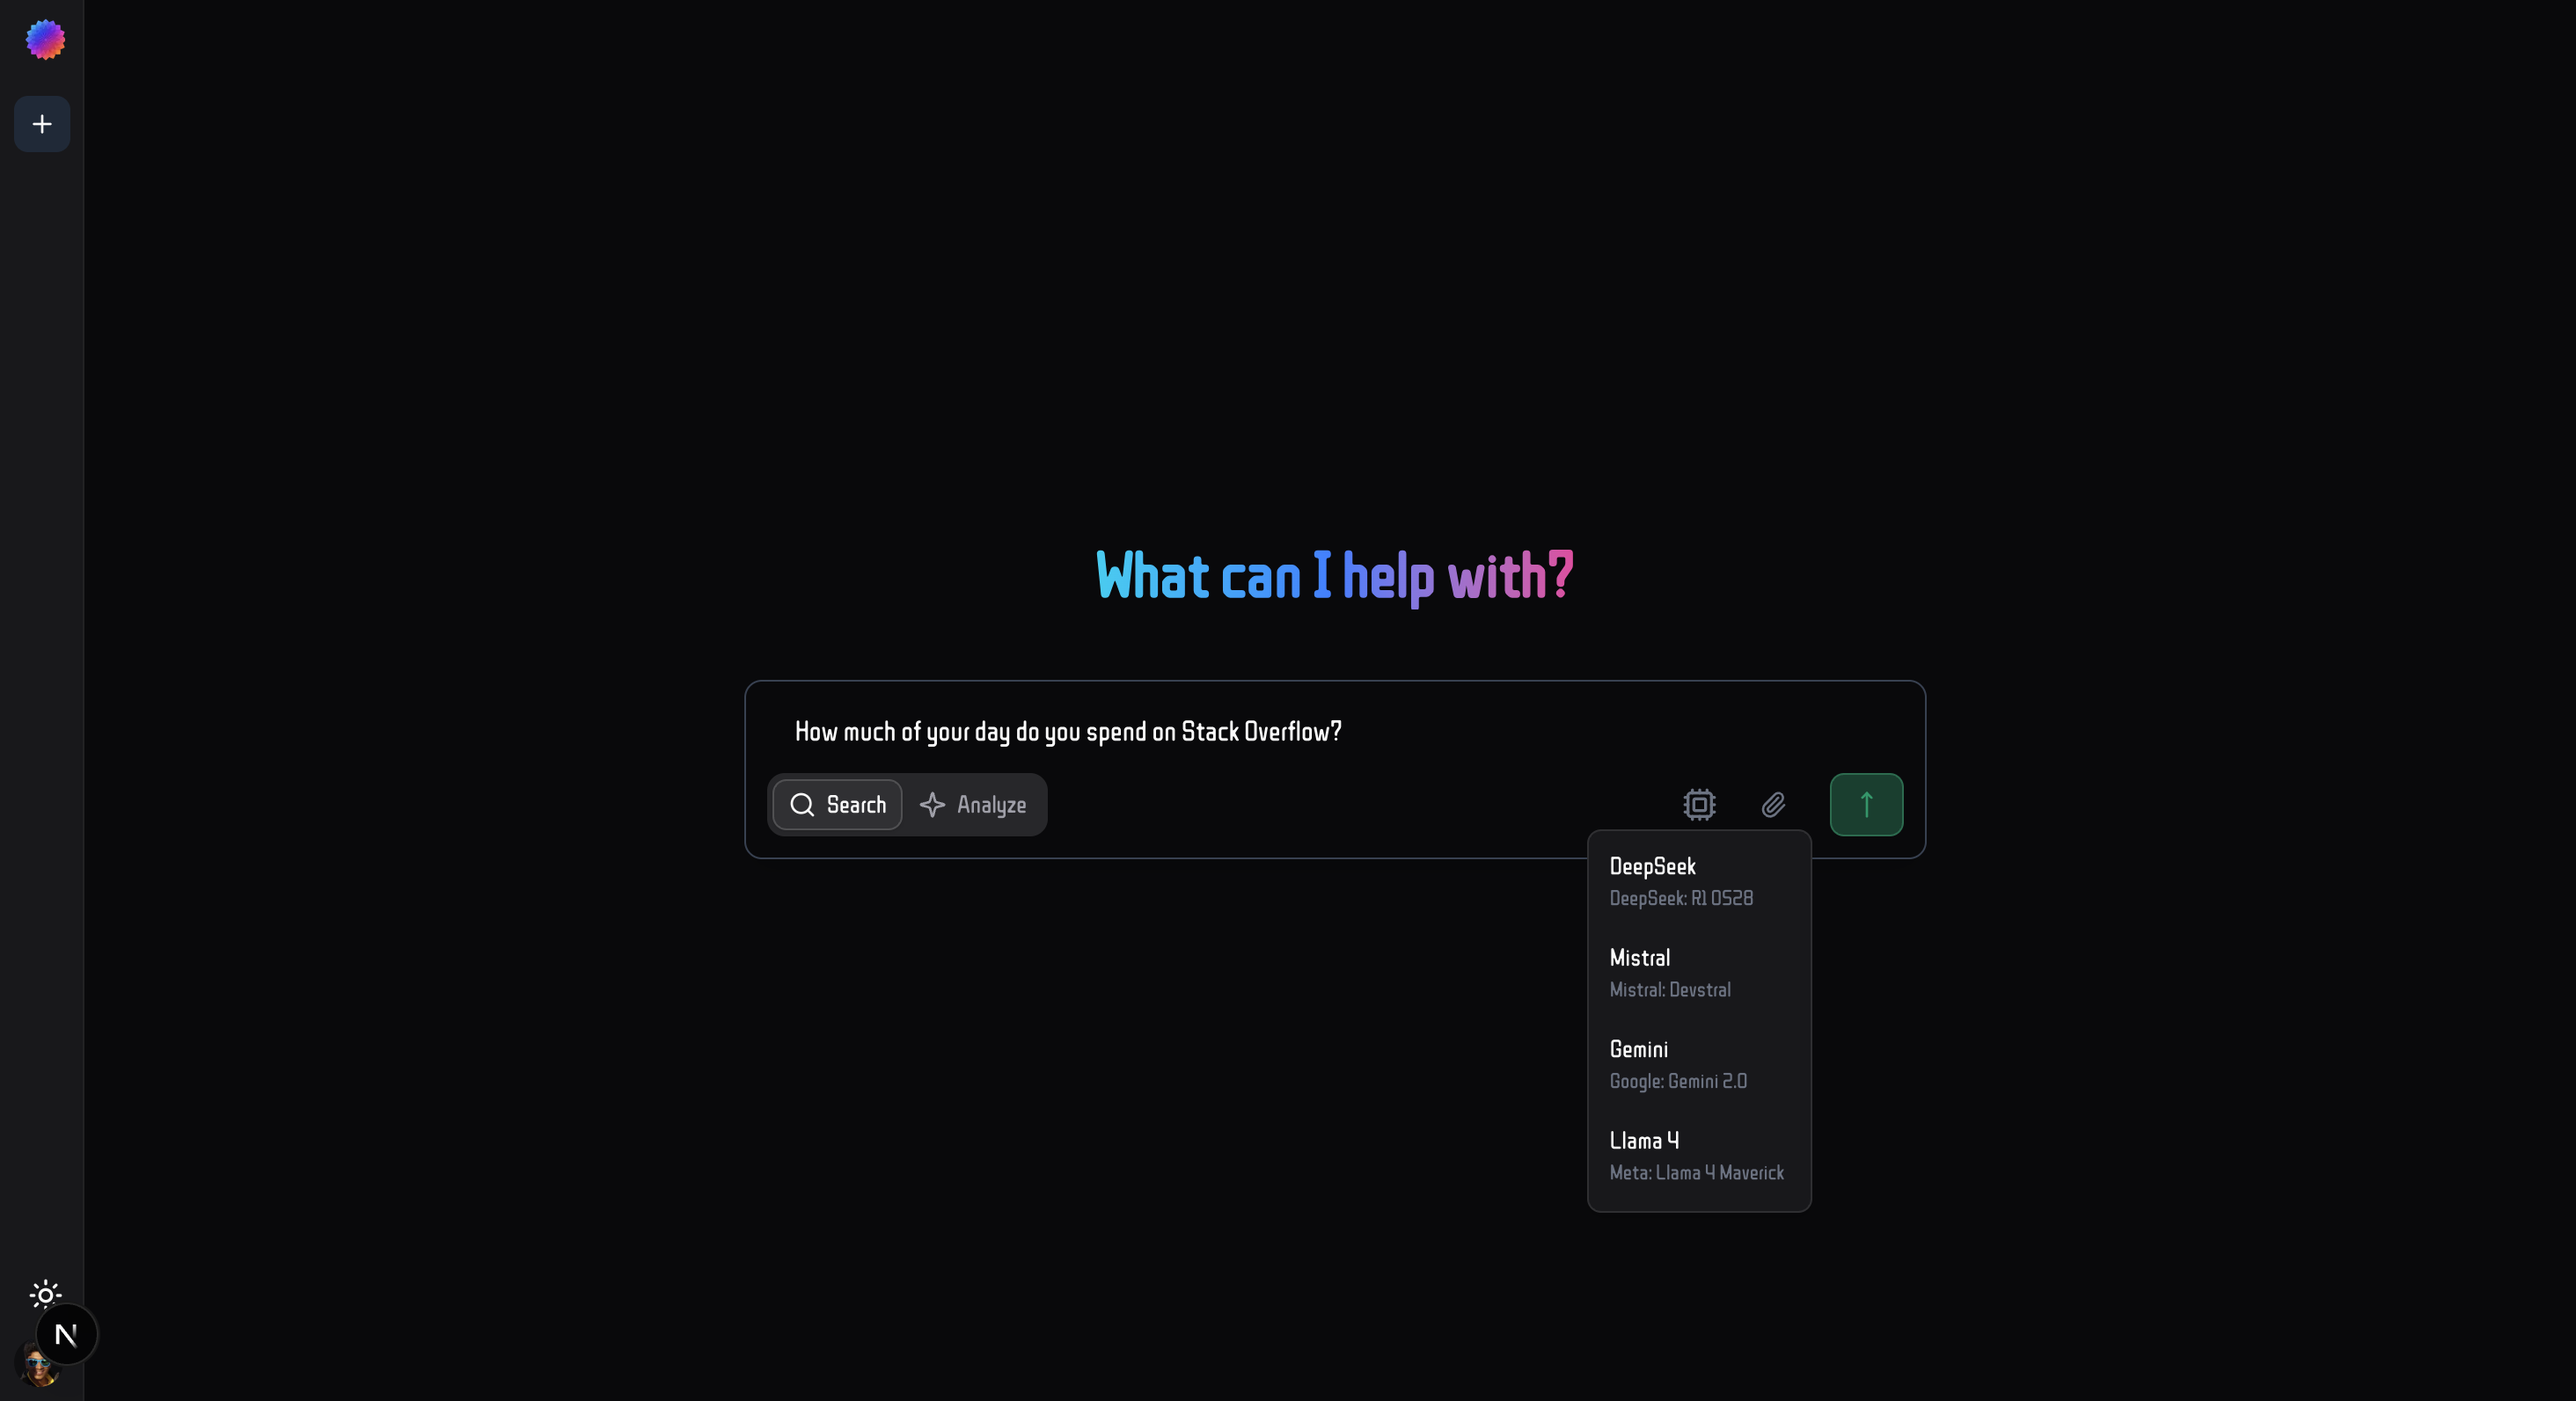 What can I help with?
How much of your day do you spend on Stack Overflow?
Search
Analyze
DeepSeek
DeepSeek: R1 0528
Mistral
Mistral: Devstral
Gemini
Google: Gemini 2.0
Llama 4
Meta: Llama 4 Maverick
N